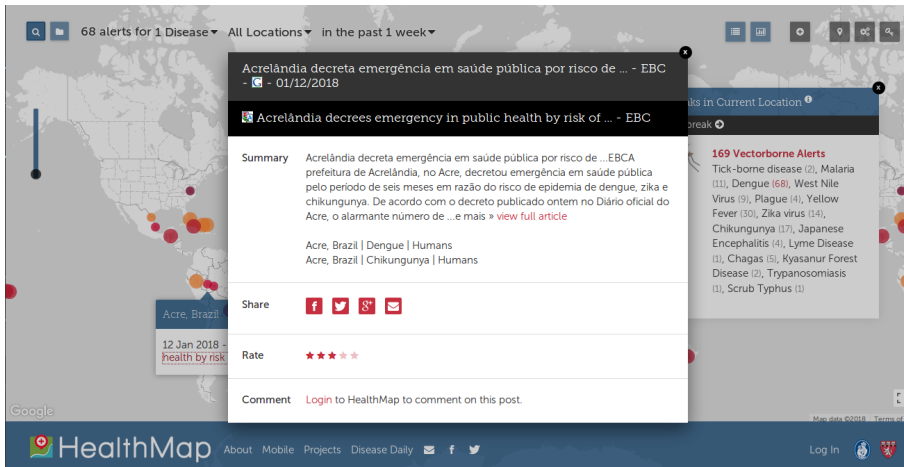 68 alerts for 1 Disease All Locations in the past 1 week
Acrelândia decreta emergência em saúde pública por risco de ... - EBC
- G - 01/12/2018
Acrelândia decrees emergency in public health by risk of ... - EBC
Summary
Acrelândia decreta emergência em saúde pública por risco de ...EBCA
prefeitura de Acrelândia, no Acre, decretou emergência em saúde pública
pelo período de seis meses em razão do risco de epidemia de dengue, zika e
chikungunya. De acordo com o decreto publicado ontem no Diário oficial do
Acre, o alarmante número de ...e mais » view full article
Acre, Brazil | Dengue | Humans
Acre, Brazil | Chikungunya | Humans
Share
Rate
Comment
Login to HealthMap to comment on this post.
Acre, Brazil
12 Jan 2018 -
health by risk
ks in Current Location
break
169 Vectorborne Alerts
Tick-borne disease (2), Malaria
(11), Dengue (68), West Nile
Virus (9), Plague (4), Yellow
Fever (30), Zika virus (14),
Chikungunya (17), Japanese
Encephalitis (4), Lyme Disease
(1), Chagas (5), Kyasanur Forest
Disease (2), Trypanosomiasis
(1), Scrub Typhus (1)
Google
Map data ©2018 Terms of
HealthMap About Mobile Projects Disease Daily Log In